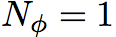 N_ϕ = 1